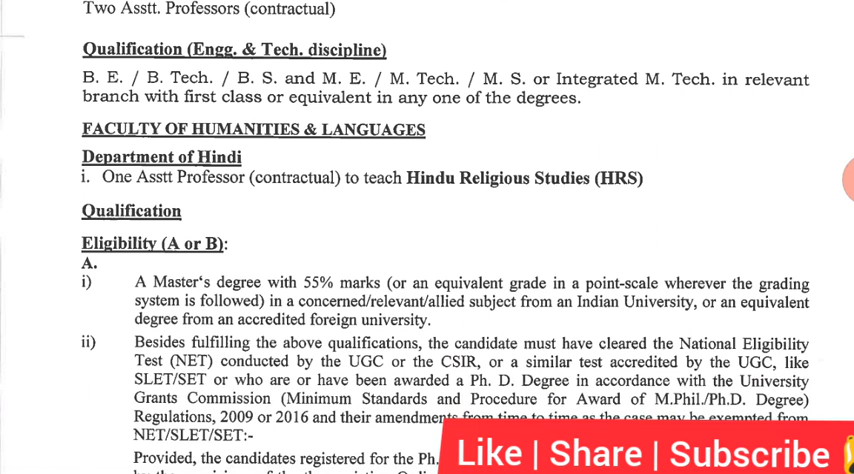 Two Asstt. Professors (contractual)
Qualification (Engg. & Tech. discipline)
B. E. / B. Tech. / B. S. and M. E. / M. Tech. / M. S. or Integrated M. Tech. in relevant
branch with first class or equivalent in any one of the degrees.
FACULTY OF HUMANITIES & LANGUAGES
Department of Hindi
i. One Asstt Professor (contractual) to teach Hindu Religious Studies (HRS)
Qualification
Eligibility (A or B):
A.
i) A Master‘s degree with 55% marks (or an equivalent grade in a point-scale wherever the grading
system is followed) in a concerned/relevant/allied subject from an Indian University, or an equivalent
degree from an accredited foreign university.
ii) Besides fulfilling the above qualifications, the candidate must have cleared the National Eligibility
Test (NET) conducted by the UGC or the CSIR, or a similar test accredited by the UGC, like
SLET/SET or who are or have been awarded a Ph. D. Degree in accordance with the University
Grants Commission (Minimum Standards and Procedure for Award of M.Phil./Ph.D. Degree)
Regulations, 2009 or 2016 and their amendments from time to time as the case may be exempted from
NET/SLET/SET:-
Provided, the candidates registered for the Ph.
Like | Share | Subscribe